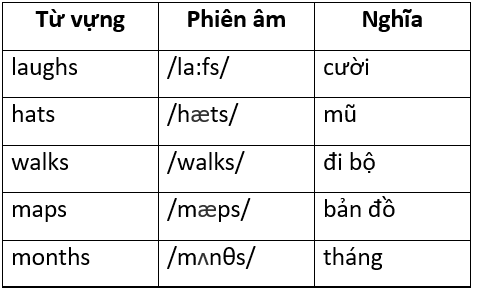 Từ vựng Phiên âm Nghĩa
laughs /la:fs/ cười
hats /hæts/ mũ
walks /walks/ đi bộ
maps /mæps/ bản đồ
months /mʌnθs/ tháng